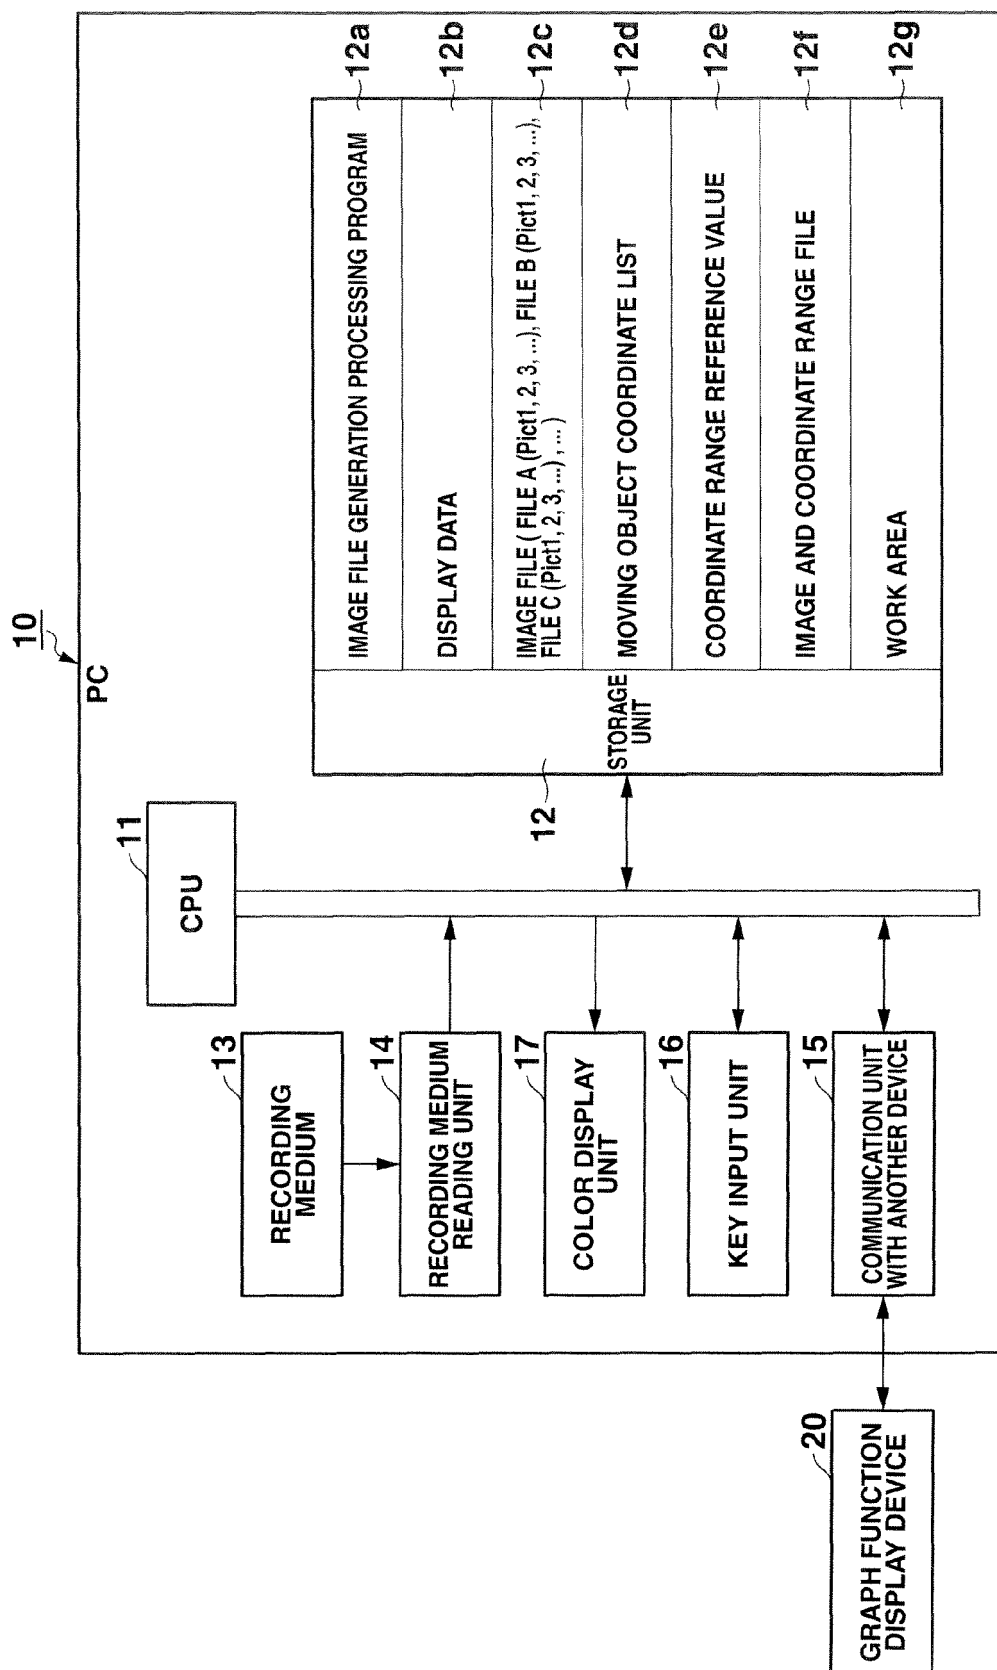 10
PC
11
CPU
13
RECORDING
MEDIUM
14
RECORDING MEDIUM
READING UNIT
17
COLOR DISPLAY
UNIT
16
KEY INPUT UNIT
15
COMMUNICATION UNIT
WITH ANOTHER DEVICE
20
GRAPH FUNCTION
DISPLAY DEVICE
12
STORAGE
UNIT
IMAGE FILE GENERATION PROCESSING PROGRAM
12a
DISPLAY DATA
12b
IMAGE FILE ( FILE A (Pict1, 2, 3, ...), FILE B (Pict1, 2, 3, ...),
FILE C (Pict1, 2, 3, ...) , ... )
12c
MOVING OBJECT COORDINATE LIST
12d
COORDINATE RANGE REFERENCE VALUE
12e
IMAGE AND COORDINATE RANGE FILE
12f
WORK AREA
12g